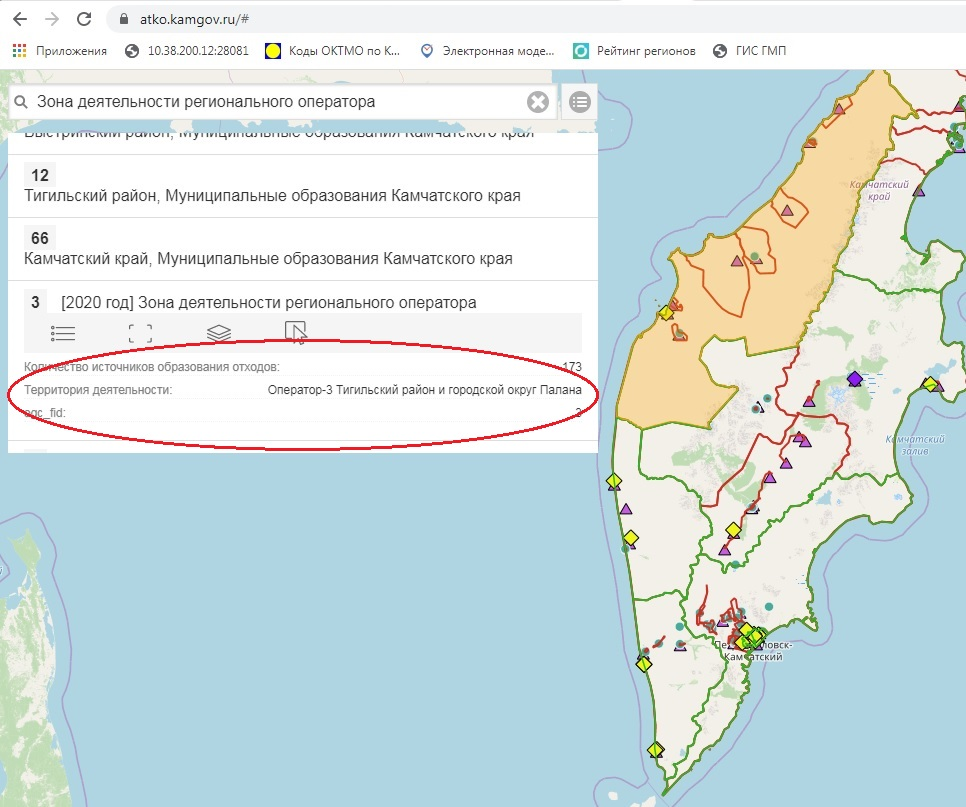 atko.kamgov.ru/#
Приложения 10.38.200.12:28081 Коды ОКТМО по К... Электронная моде... Рейтинг регионов ГИС ГМП
Зона деятельности регионального оператора
Быстринский район, Муниципальные образования Камчатского края
12
Тигильский район, Муниципальные образования Камчатского края
66
Камчатский край, Муниципальные образования Камчатского края
3 [2020 год] Зона деятельности регионального оператора
Количество источников образования отходов: 173
Территория деятельности: Оператор-3 Тигильский район и городской округ Палана
ogc_fid: 3
Камчатский
край
Камчатский
залив
Камчатский